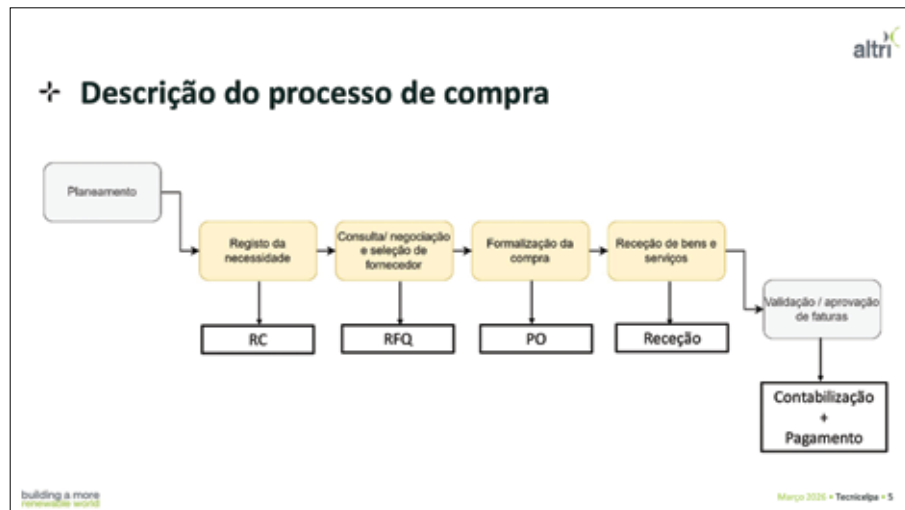 altri
Descrição do processo de compra
Planeamento
Registo da
necessidade
Consulta/ negociação
e seleção de
fornecedor
Formalização da
compra
Receção de bens e
serviços
Validação / aprovação
de faturas
RC
RFQ
PO
Receção
Contabilização
+
Pagamento
building a more
renewable world
Março 2026 • Tecnicelpa • 5